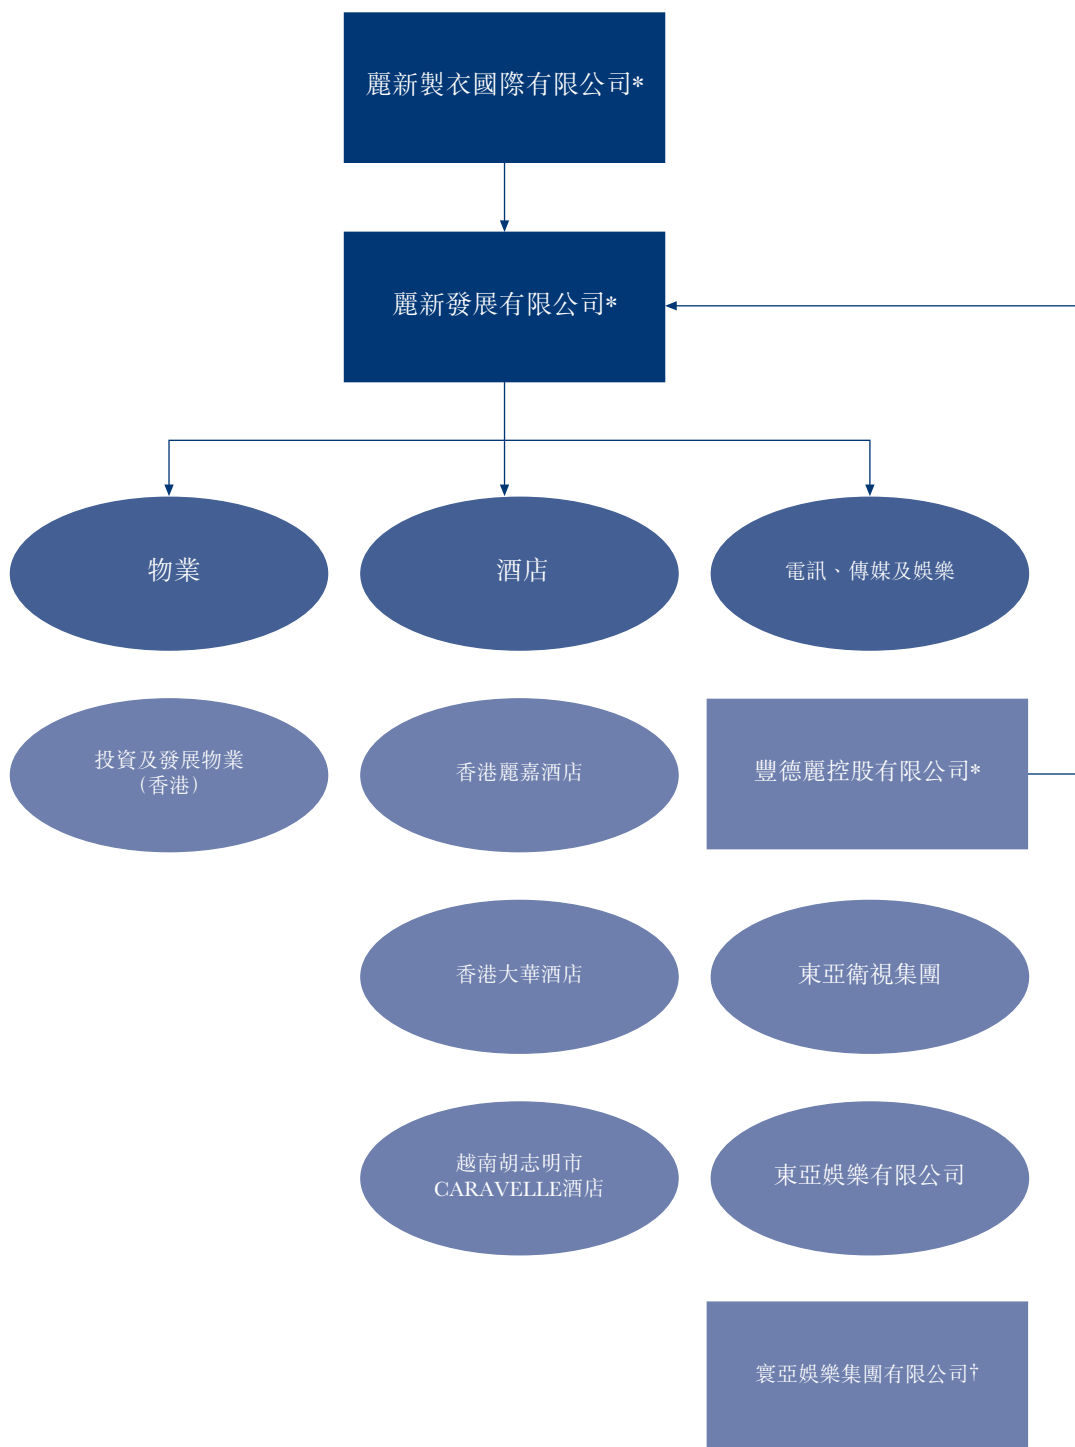 麗新製衣國際有限公司*
麗新發展有限公司*
物業
酒店
電訊、傳媒及娛樂
投資及發展物業
（香港）
香港麗嘉酒店
豐德麗控股有限公司*
香港大華酒店
東亞衛視集團
越南胡志明市
CARAVELLE酒店
東亞娛樂有限公司
寰亞娛樂集團有限公司†